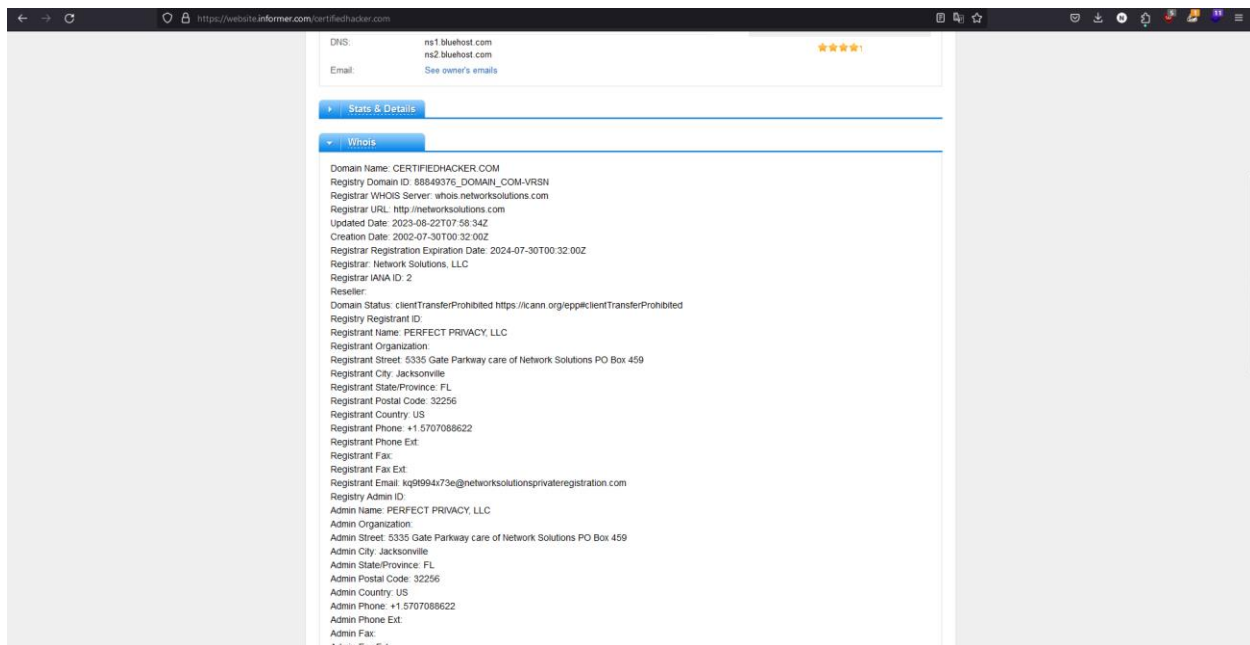 https://website.informer.com/certifiedhacker.com
DNS: ns1.bluehost.com
ns2.bluehost.com
Email: See owner's emails
Stats & Details
Whois
Domain Name: CERTIFIEDHACKER.COM
Registry Domain ID: 88849376_DOMAIN_COM-VRSN
Registrar WHOIS Server: whois.networksolutions.com
Registrar URL: http://networksolutions.com
Updated Date: 2023-08-22T07:58:34Z
Creation Date: 2002-07-30T00:32:00Z
Registrar Registration Expiration Date: 2024-07-30T00:32:00Z
Registrar: Network Solutions, LLC
Registrar IANA ID: 2
Reseller:
Domain Status: clientTransferProhibited https://icann.org/epp#clientTransferProhibited
Registry Registrant ID:
Registrant Name: PERFECT PRIVACY, LLC
Registrant Organization:
Registrant Street: 5335 Gate Parkway care of Network Solutions PO Box 459
Registrant City: Jacksonville
Registrant State/Province: FL
Registrant Postal Code: 32256
Registrant Country: US
Registrant Phone: +1.5707088622
Registrant Phone Ext:
Registrant Fax:
Registrant Fax Ext:
Registrant Email: kq9t994x73e@networksolutionsprivateregistration.com
Registry Admin ID:
Admin Name: PERFECT PRIVACY, LLC
Admin Organization:
Admin Street: 5335 Gate Parkway care of Network Solutions PO Box 459
Admin City: Jacksonville
Admin State/Province: FL
Admin Postal Code: 32256
Admin Country: US
Admin Phone: +1.5707088622
Admin Phone Ext:
Admin Fax: